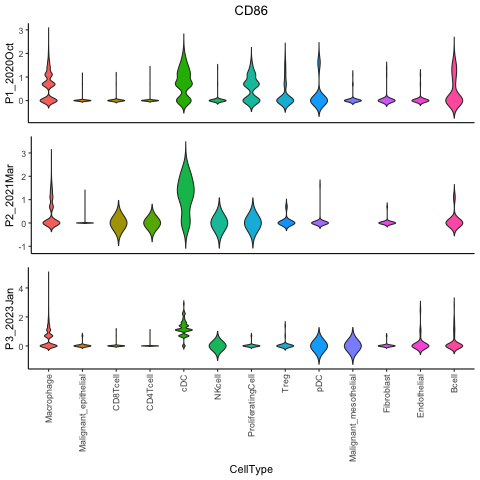 CD86
P1_2020Oct
3
2
1
0
P2_2021Mar
3
2
1
0
-1
P3_2023Jan
4
2
0
Macrophage
Malignant_epithelial
CD8Tcell
CD4Tcell
cDC
NKcell
ProliferatingCell
Treg
pDC
Malignant_mesothelial
Fibroblast
Endothelial
Bcell
CellType